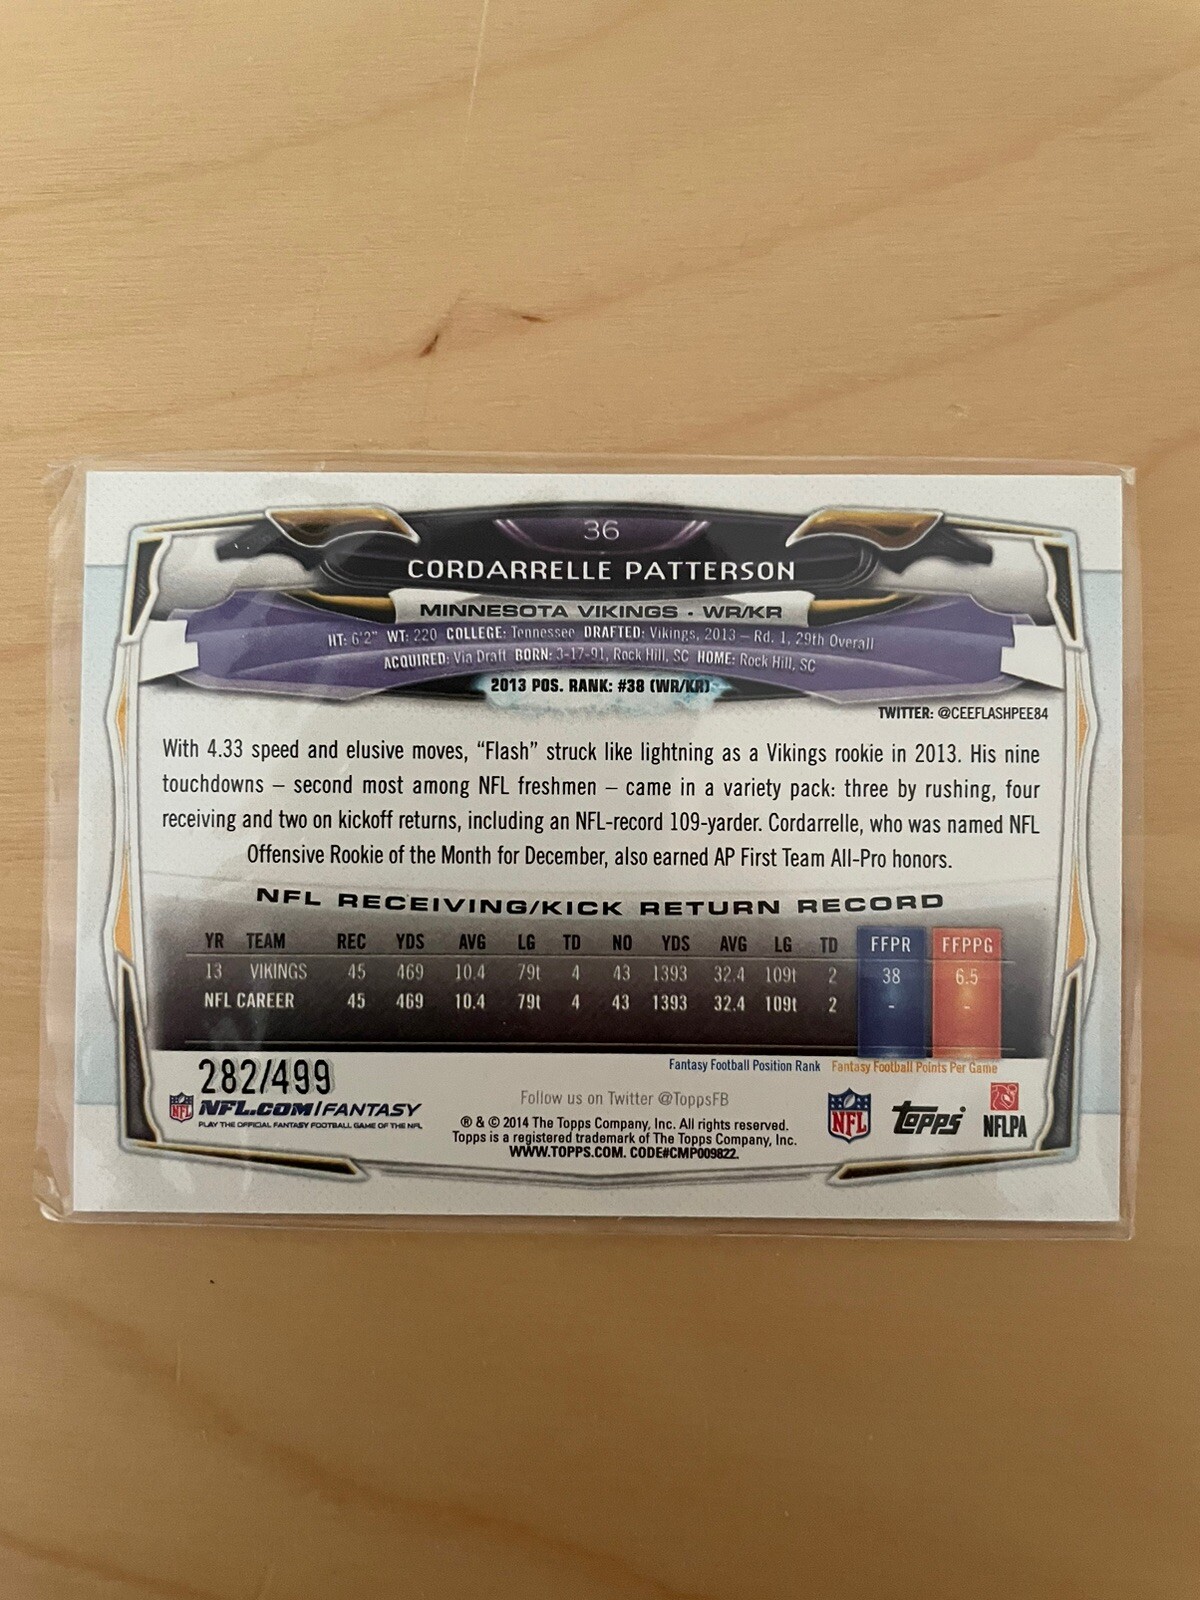 36
CORDARRELLE PATTERSON
MINNESOTA VIKINGS · WR/KR
HT: 6'2" WT: 220 COLLEGE: Tennessee DRAFTED: Vikings, 2013 – Rd. 1, 29th Overall
ACQUIRED: Via Draft BORN: 3-17-91, Rock Hill, SC HOME: Rock Hill, SC
2013 POS. RANK: #38 (WR/KR)
TWITTER: @CEEFLASHPEE84
With 4.33 speed and elusive moves, “Flash” struck like lightning as a Vikings rookie in 2013. His nine
touchdowns – second most among NFL freshmen – came in a variety pack: three by rushing, four
receiving and two on kickoff returns, including an NFL-record 109-yarder. Cordarrelle, who was named NFL
Offensive Rookie of the Month for December, also earned AP First Team All-Pro honors.
NFL RECEIVING/KICK RETURN RECORD
YR TEAM REC YDS AVG LG TD NO YDS AVG LG TD FFPR FFPPG
13 VIKINGS 45 469 10.4 79t 4 43 1393 32.4 109t 2 38 6.5
NFL CAREER 45 469 10.4 79t 4 43 1393 32.4 109t 2 - -
Fantasy Football Position Rank Fantasy Football Points Per Game
282/499
NFL NFL.COM/FANTASY
PLAY THE OFFICIAL FANTASY FOOTBALL GAME OF THE NFL
Follow us on Twitter @ToppsFB
® & © 2014 The Topps Company, Inc. All rights reserved.
Topps is a registered trademark of The Topps Company, Inc.
WWW.TOPPS.COM. CODE#CMP009822.
NFL Topps NFLPA